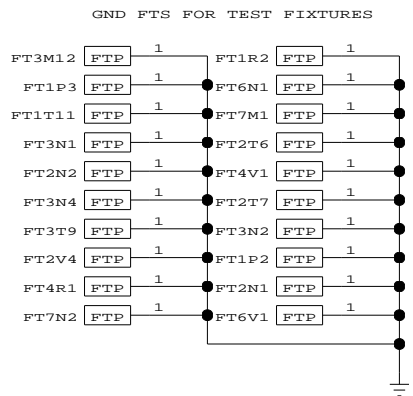 GND FTS FOR TEST FIXTURES
FT3M12 FTP 1 FT1R2 FTP 1
FT1P3 FTP 1 FT6N1 FTP 1
FT1T11 FTP 1 FT7M1 FTP 1
FT3N1 FTP 1 FT2T6 FTP 1
FT2N2 FTP 1 FT4V1 FTP 1
FT3N4 FTP 1 FT2T7 FTP 1
FT3T9 FTP 1 FT3N2 FTP 1
FT2V4 FTP 1 FT1P2 FTP 1
FT4R1 FTP 1 FT2N1 FTP 1
FT7N2 FTP 1 FT6V1 FTP 1